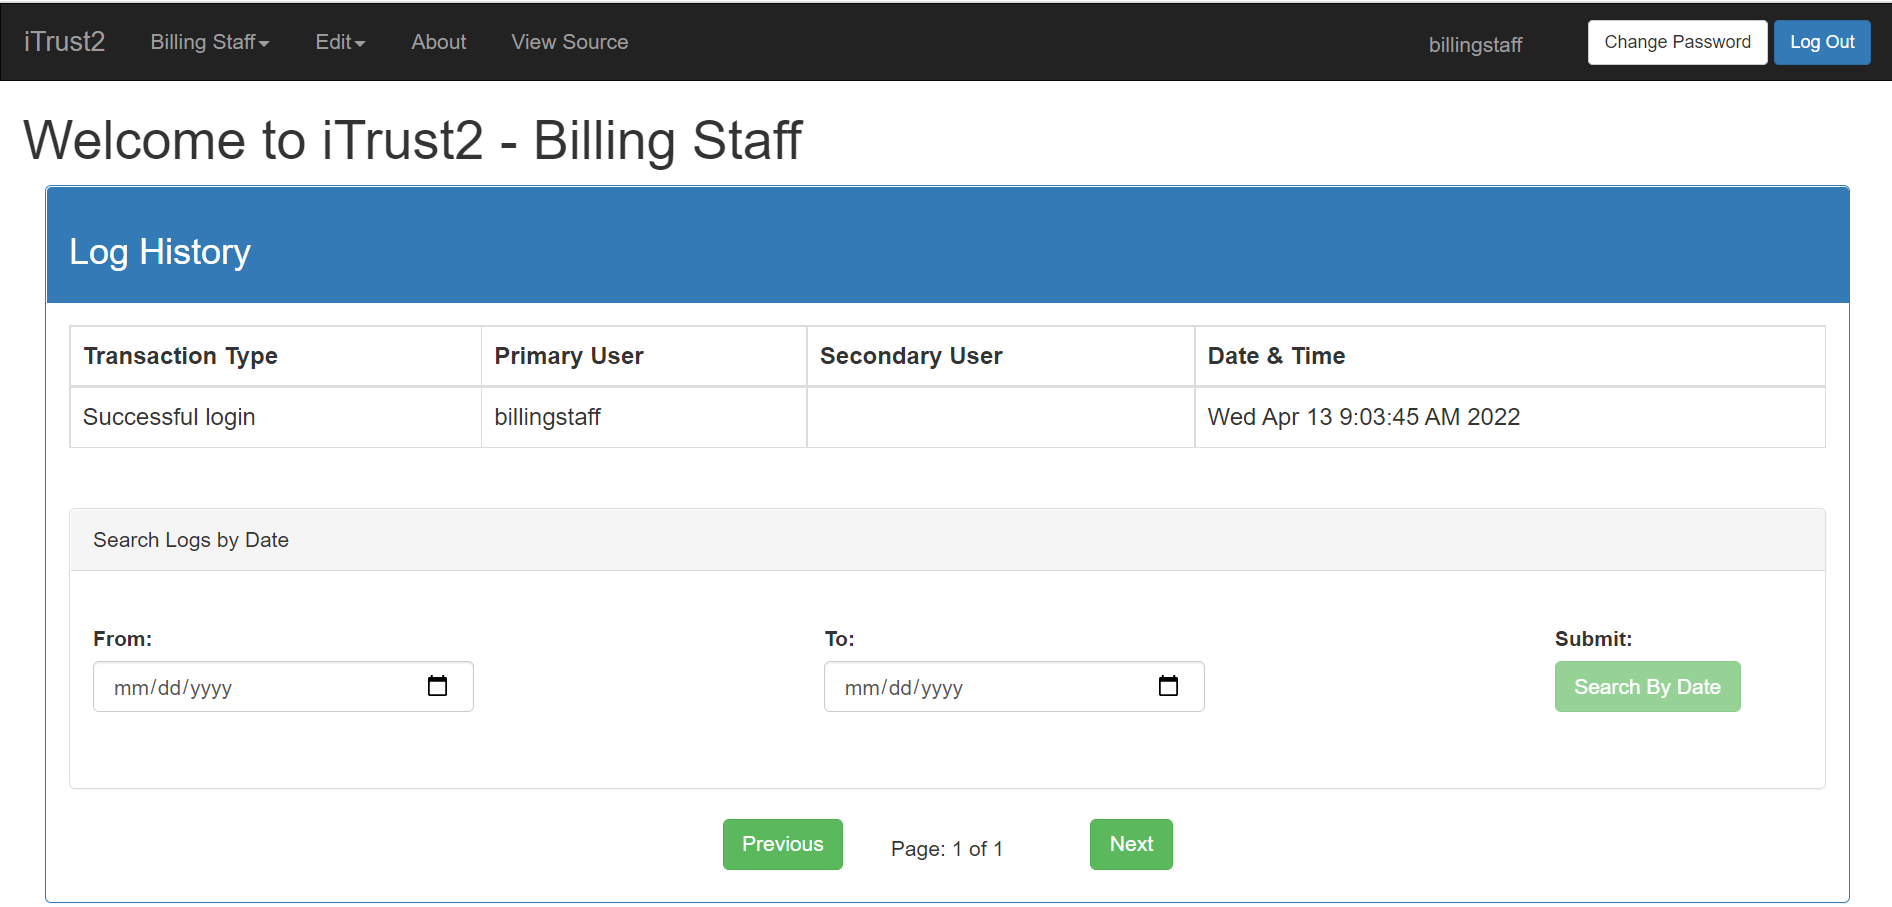 iTrust2 Billing Staff Edit About View Source billingstaff Change Password Log Out
Welcome to iTrust2 - Billing Staff
Log History
Transaction Type Primary User Secondary User Date & Time
Successful login billingstaff Wed Apr 13 9:03:45 AM 2022
Search Logs by Date
From: To: Submit:
mm/dd/yyyy mm/dd/yyyy Search By Date
Previous Page: 1 of 1 Next